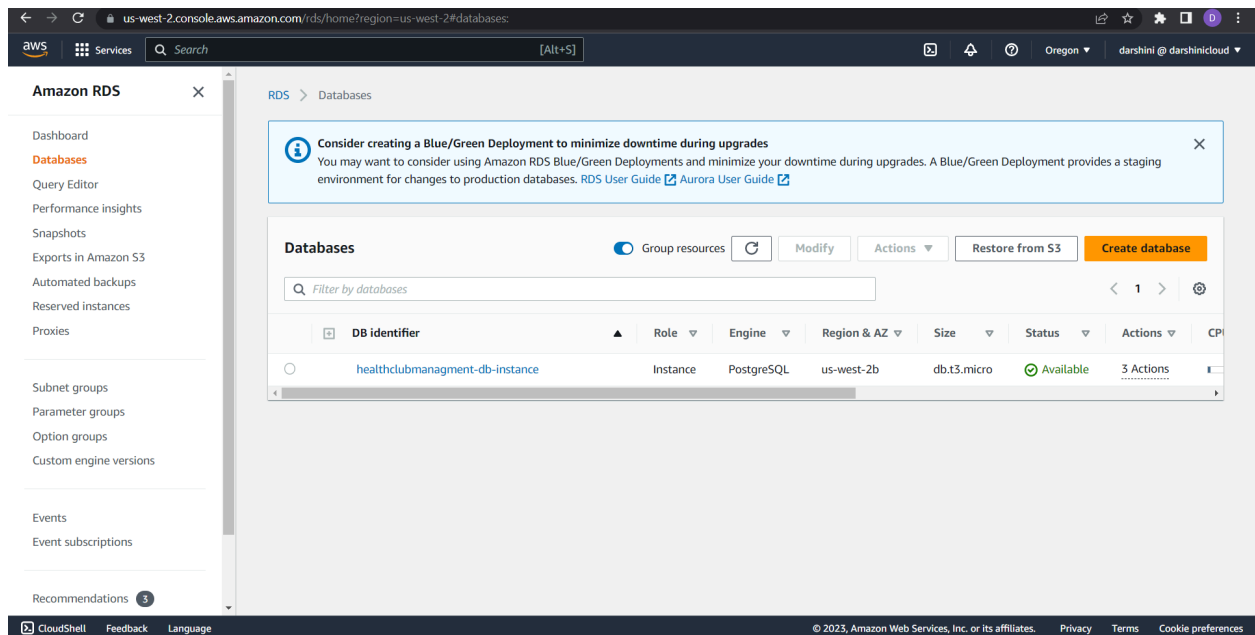 us-west-2.console.aws.amazon.com/rds/home?region=us-west-2#databases:
D
aws Services Search [Alt+S] Oregon darshini @ darshinicloud
Amazon RDS
Dashboard
Databases
Query Editor
Performance insights
Snapshots
Exports in Amazon S3
Automated backups
Reserved instances
Proxies
Subnet groups
Parameter groups
Option groups
Custom engine versions
Events
Event subscriptions
Recommendations 3
RDS > Databases
Consider creating a Blue/Green Deployment to minimize downtime during upgrades
You may want to consider using Amazon RDS Blue/Green Deployments and minimize your downtime during upgrades. A Blue/Green Deployment provides a staging
environment for changes to production databases. RDS User Guide Aurora User Guide
Databases Group resources Modify Actions Restore from S3 Create database
Filter by databases 1
DB identifier Role Engine Region & AZ Size Status Actions CPU
healthclubmanagment-db-instance Instance PostgreSQL us-west-2b db.t3.micro Available 3 Actions
CloudShell Feedback Language © 2023, Amazon Web Services, Inc. or its affiliates. Privacy Terms Cookie preferences